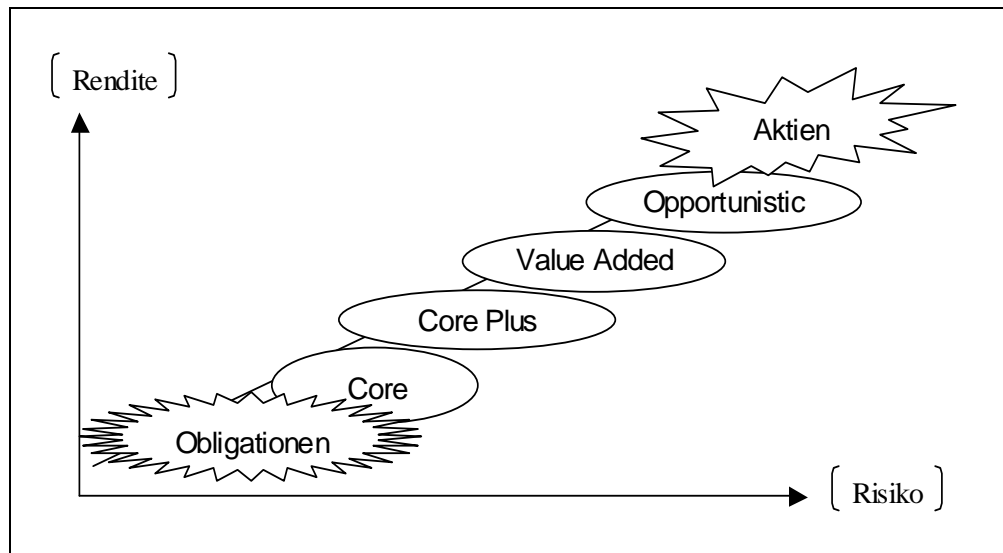 [ Rendite ]
Aktien
Opportunistic
Value Added
Core Plus
Core
Obligationen
[ Risiko ]